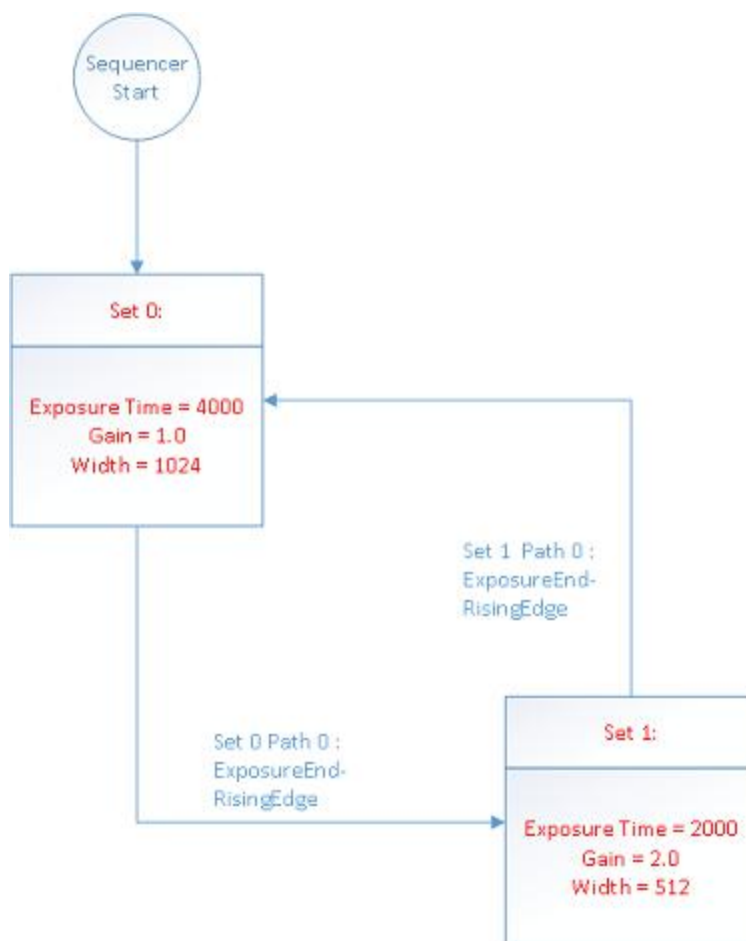 Sequencer
Start
Set 0:
Exposure Time = 4000
Gain = 1.0
Width = 1024
Set 1 Path 0 :
ExposureEnd-
RisingEdge
Set 0 Path 0 :
ExposureEnd-
RisingEdge
Set 1:
Exposure Time = 2000
Gain = 2.0
Width = 512